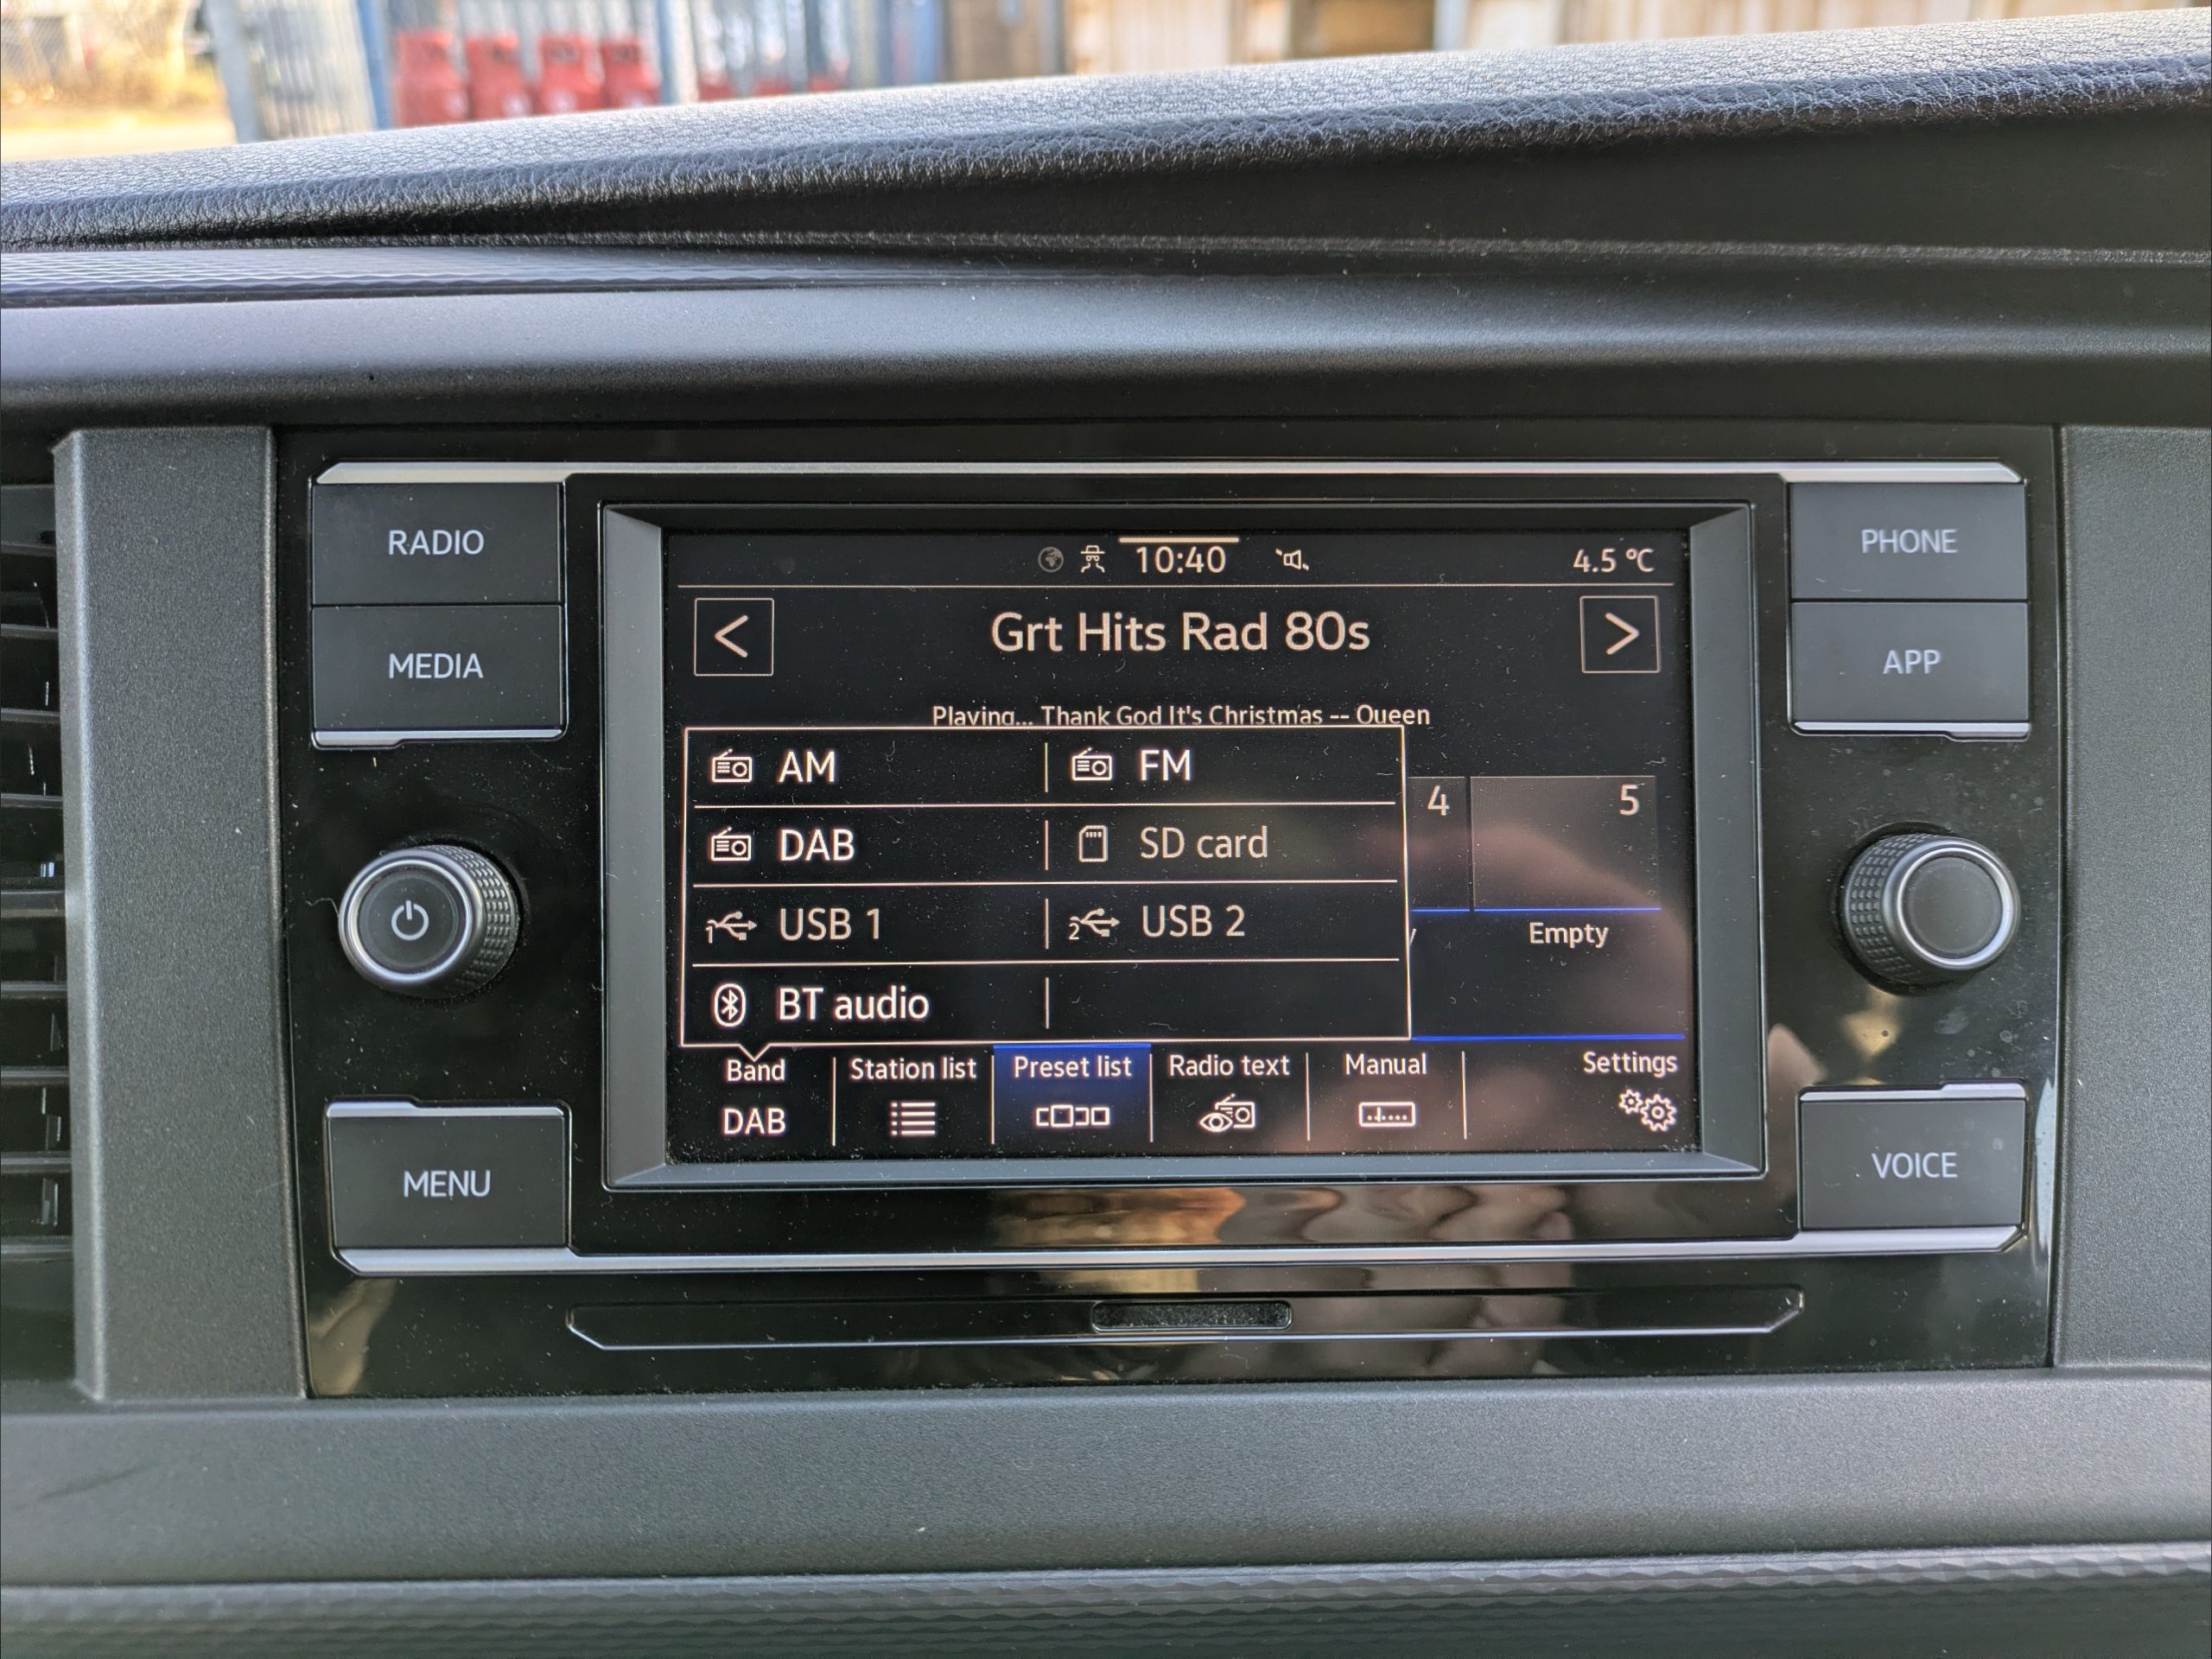 RADIO
MEDIA
MENU
PHONE
APP
VOICE
10:40
4.5 °C
<
Grt Hits Rad 80s
>
Playing... Thank God It's Christmas -- Queen
AM
FM
DAB
SD card
1 USB 1
2 USB 2
BT audio
4
5
Empty
Band
DAB
Station list
Preset list
Radio text
Manual
Settings